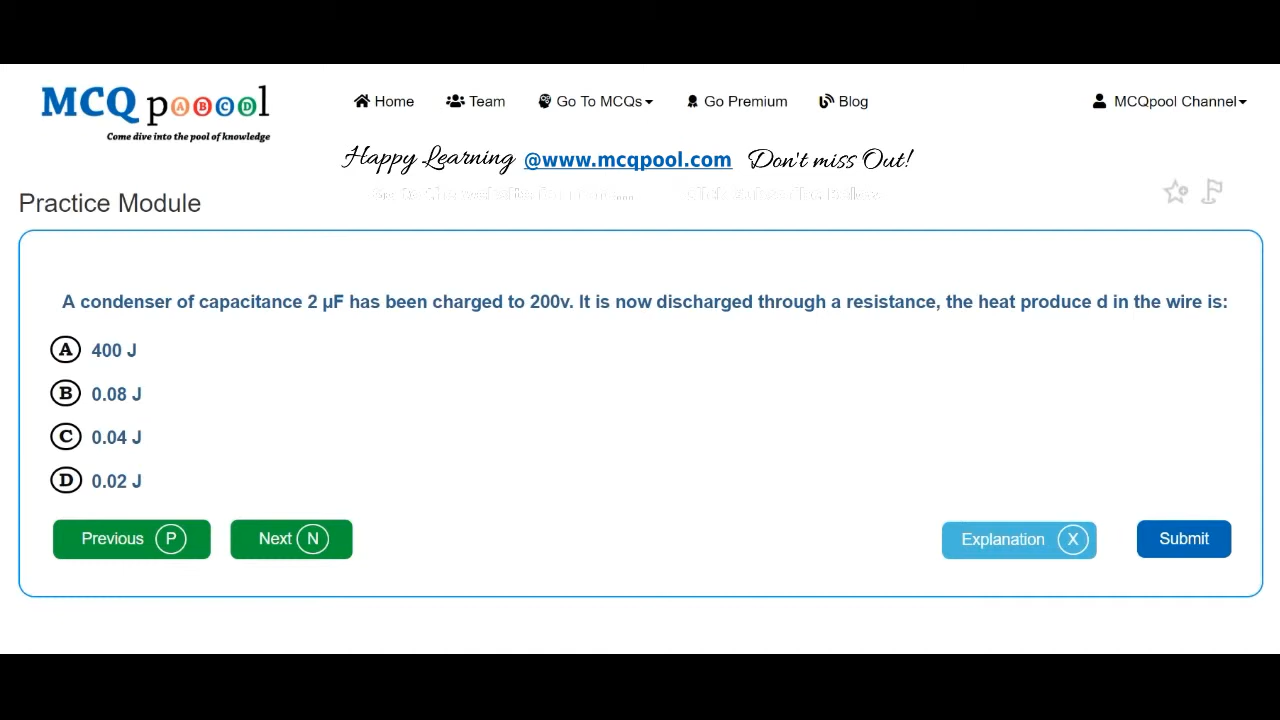 MCQ pooool
Come dive into the pool of knowledge
Home Team Go To MCQs Go Premium Blog MCQpool Channel
Happy Learning @www.mcqpool.com Don't miss Out!
Practice Module
A condenser of capacitance 2 μF has been charged to 200v. It is now discharged through a resistance, the heat produce d in the wire is:
A 400 J
B 0.08 J
C 0.04 J
D 0.02 J
Previous P Next N Explanation X Submit